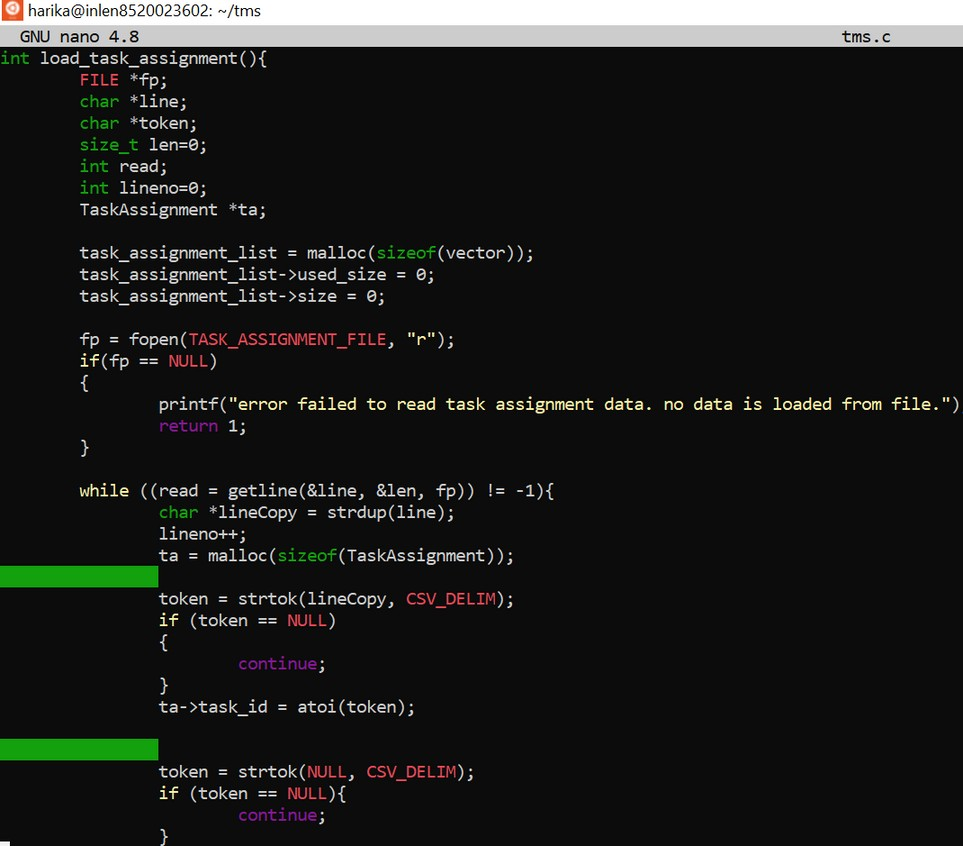 harika@inlen8520023602: ~/tms
GNU nano 4.8 tms.c
int load_task_assignment(){
        FILE *fp;
        char *line;
        char *token;
        size_t len=0;
        int read;
        int lineno=0;
        TaskAssignment *ta;

        task_assignment_list = malloc(sizeof(vector));
        task_assignment_list->used_size = 0;
        task_assignment_list->size = 0;

        fp = fopen(TASK_ASSIGNMENT_FILE, "r");
        if(fp == NULL)
        {
                printf("error failed to read task assignment data. no data is loaded from file.")
                return 1;
        }

        while ((read = getline(&line, &len, fp)) != -1){
                char *lineCopy = strdup(line);
                lineno++;
                ta = malloc(sizeof(TaskAssignment));

                token = strtok(lineCopy, CSV_DELIM);
                if (token == NULL)
                {
                        continue;
                }
                ta->task_id = atoi(token);


                token = strtok(NULL, CSV_DELIM);
                if (token == NULL){
                        continue;
                }